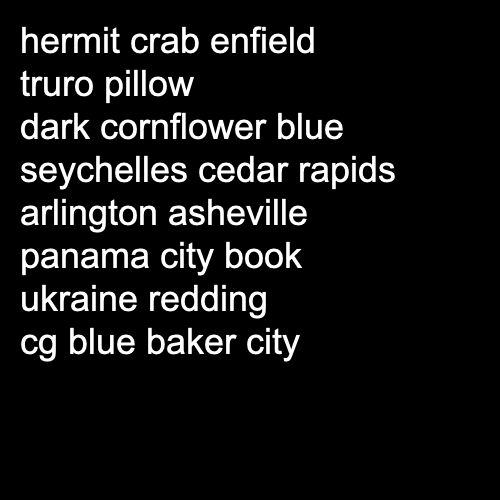 hermit crab enfield
truro pillow
dark cornflower blue
seychelles cedar rapids
arlington asheville
panama city book
ukraine redding
cg blue baker city